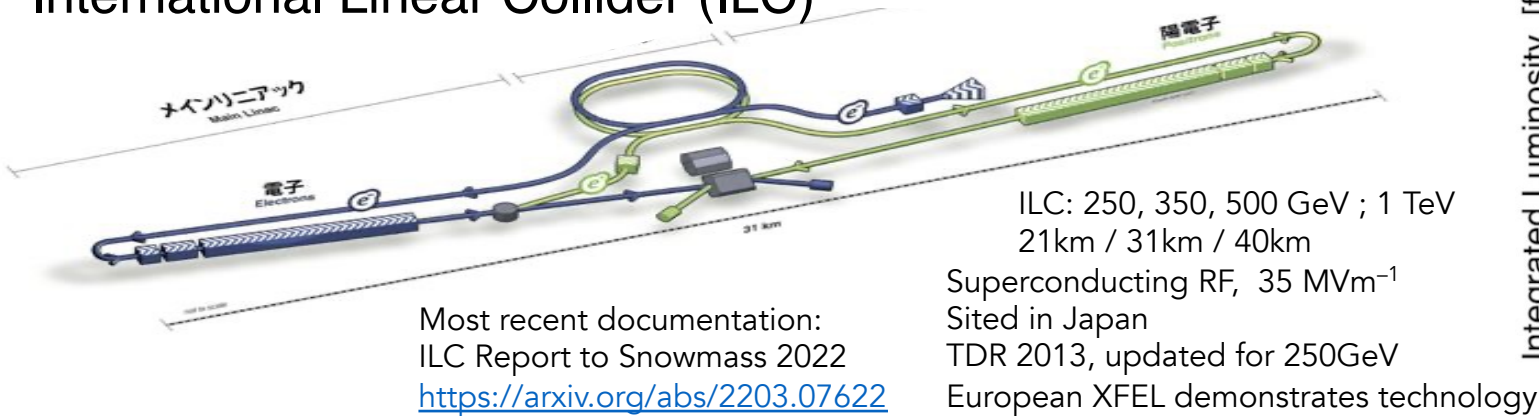 International Linear Collider (ILC)
メインリニアック
Main Linac
陽電子
Positrons
e⁻
e⁻
電子
Electrons
e⁻
31 km
not to scale
ILC: 250, 350, 500 GeV ; 1 TeV
21km / 31km / 40km
Superconducting RF, 35 MVm⁻¹
Sited in Japan
TDR 2013, updated for 250GeV
European XFEL demonstrates technology
Most recent documentation:
ILC Report to Snowmass 2022
https://arxiv.org/abs/2203.07622
Integrated Luminosity